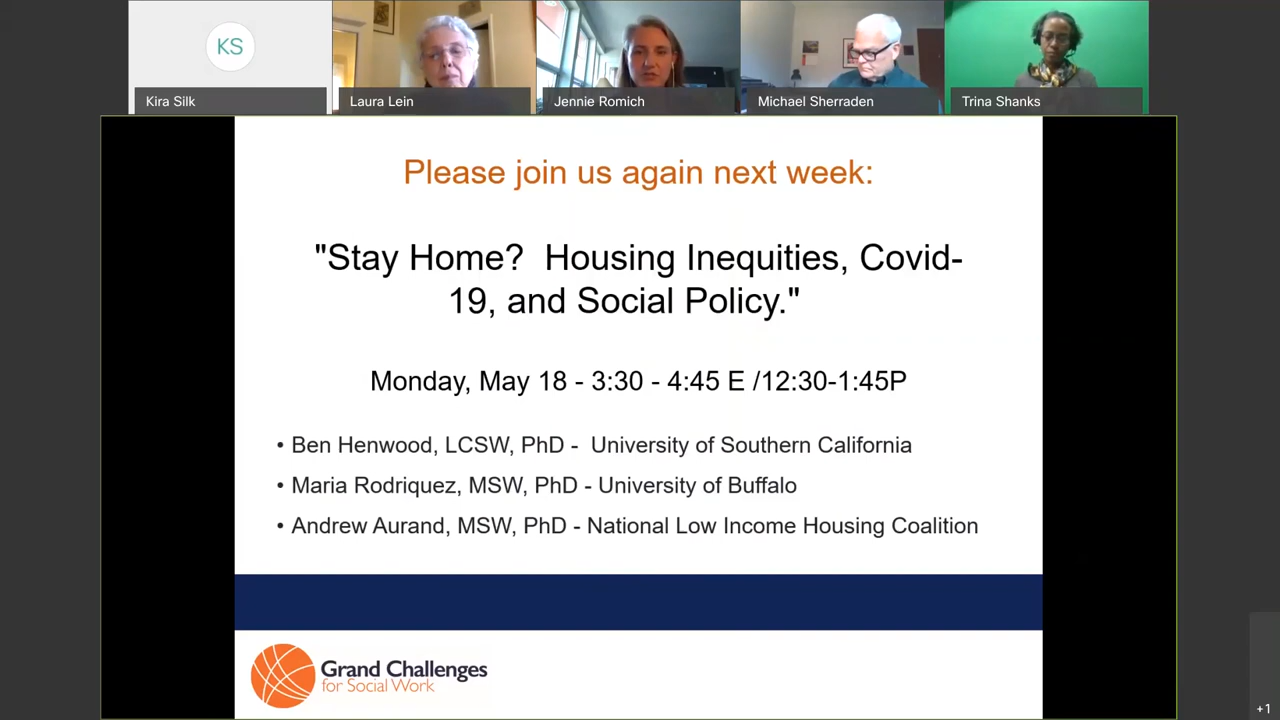 KS
Kira Silk
Laura Lein
Jennie Romich
Michael Sherraden
Trina Shanks
Please join us again next week:
"Stay Home?  Housing Inequities, Covid-
19, and Social Policy."
Monday, May 18 - 3:30 - 4:45 E /12:30-1:45P
• Ben Henwood, LCSW, PhD -  University of Southern California
• Maria Rodriquez, MSW, PhD - University of Buffalo
• Andrew Aurand, MSW, PhD - National Low Income Housing Coalition
Grand Challenges
for Social Work
+1